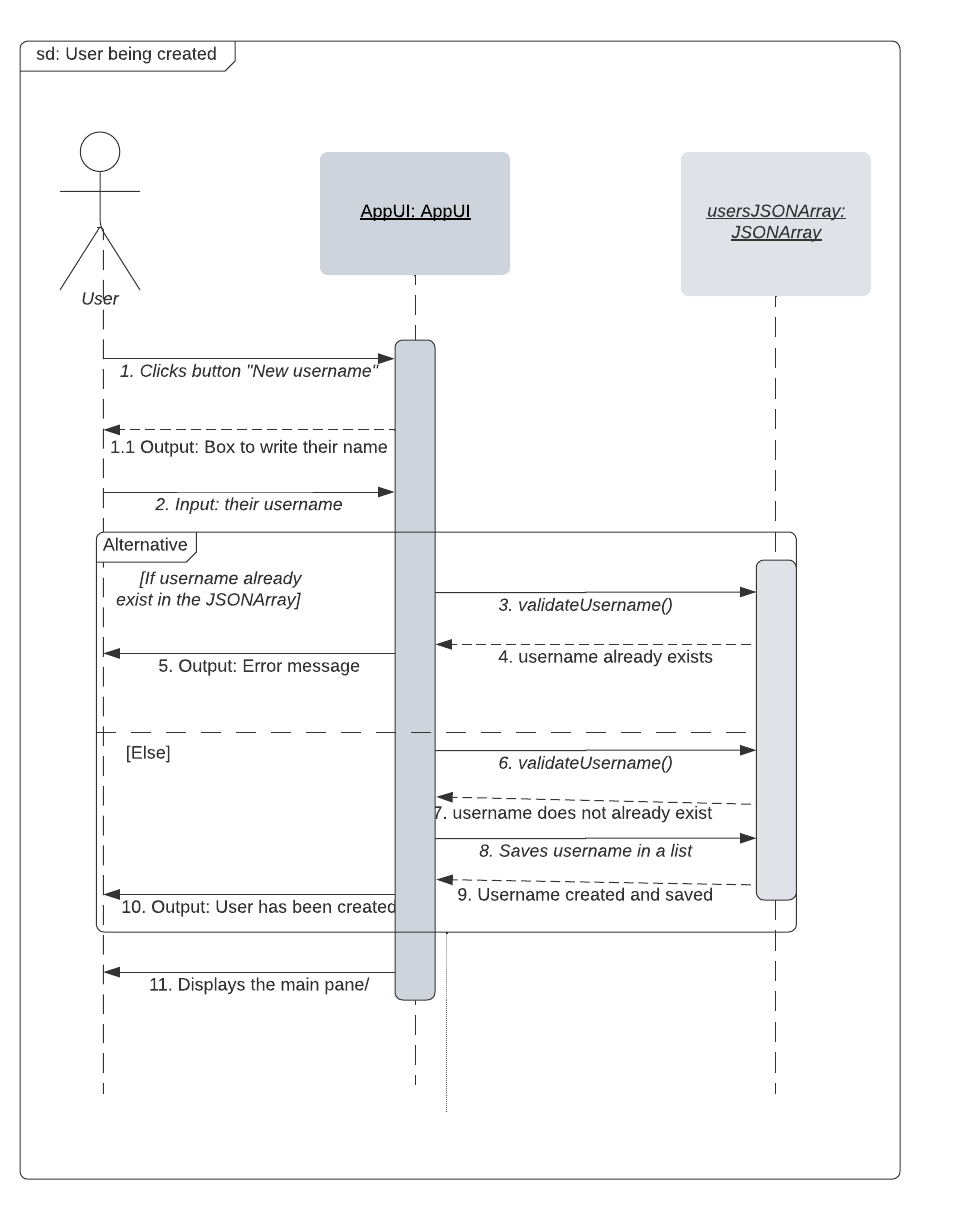 sd: User being created
AppUI: AppUI
usersJSONArray:
JSONArray
User
1. Clicks button "New username"
1.1 Output: Box to write their name
2. Input: their username
Alternative
[If username already
exist in the JSONArray]
3. validateUsername()
4. username already exists
5. Output: Error message
[Else]
6. validateUsername()
7. username does not already exist
8. Saves username in a list
9. Username created and saved
10. Output: User has been created
11. Displays the main pane/